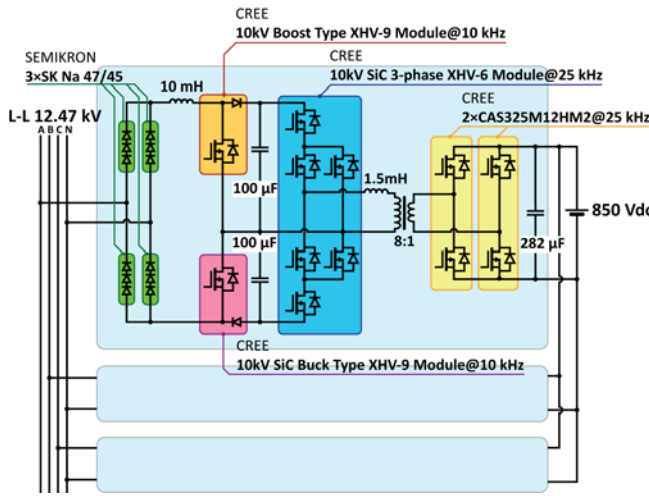 CREE
10kV Boost Type XHV-9 Module@10 kHz
SEMIKRON
3×SK Na 47/45
CREE
10kV SiC 3-phase XHV-6 Module@25 kHz
10 mH
CREE
2×CAS325M12HM2@25 kHz
L-L 12.47 kV
A B C N
100 µF
1.5mH
850 Vdc
100 µF
8:1
282 µF
CREE
10kV SiC Buck Type XHV-9 Module@10 kHz